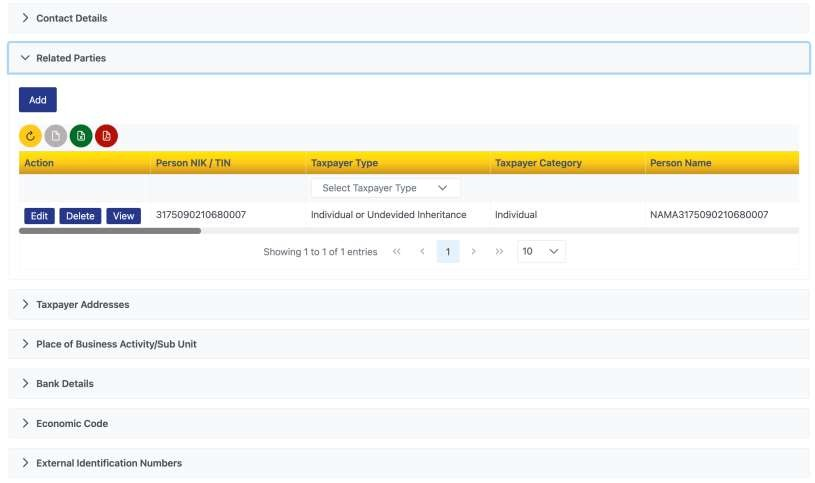 Contact Details
Related Parties
Add
Action Person NIK / TIN Taxpayer Type Taxpayer Category Person Name
Select Taxpayer Type
Edit Delete View 3175090210680007 Individual or Undevided Inheritance Individual NAMA3175090210680007
Showing 1 to 1 of 1 entries << < 1 > >> 10
Taxpayer Addresses
Place of Business Activity/Sub Unit
Bank Details
Economic Code
External Identification Numbers